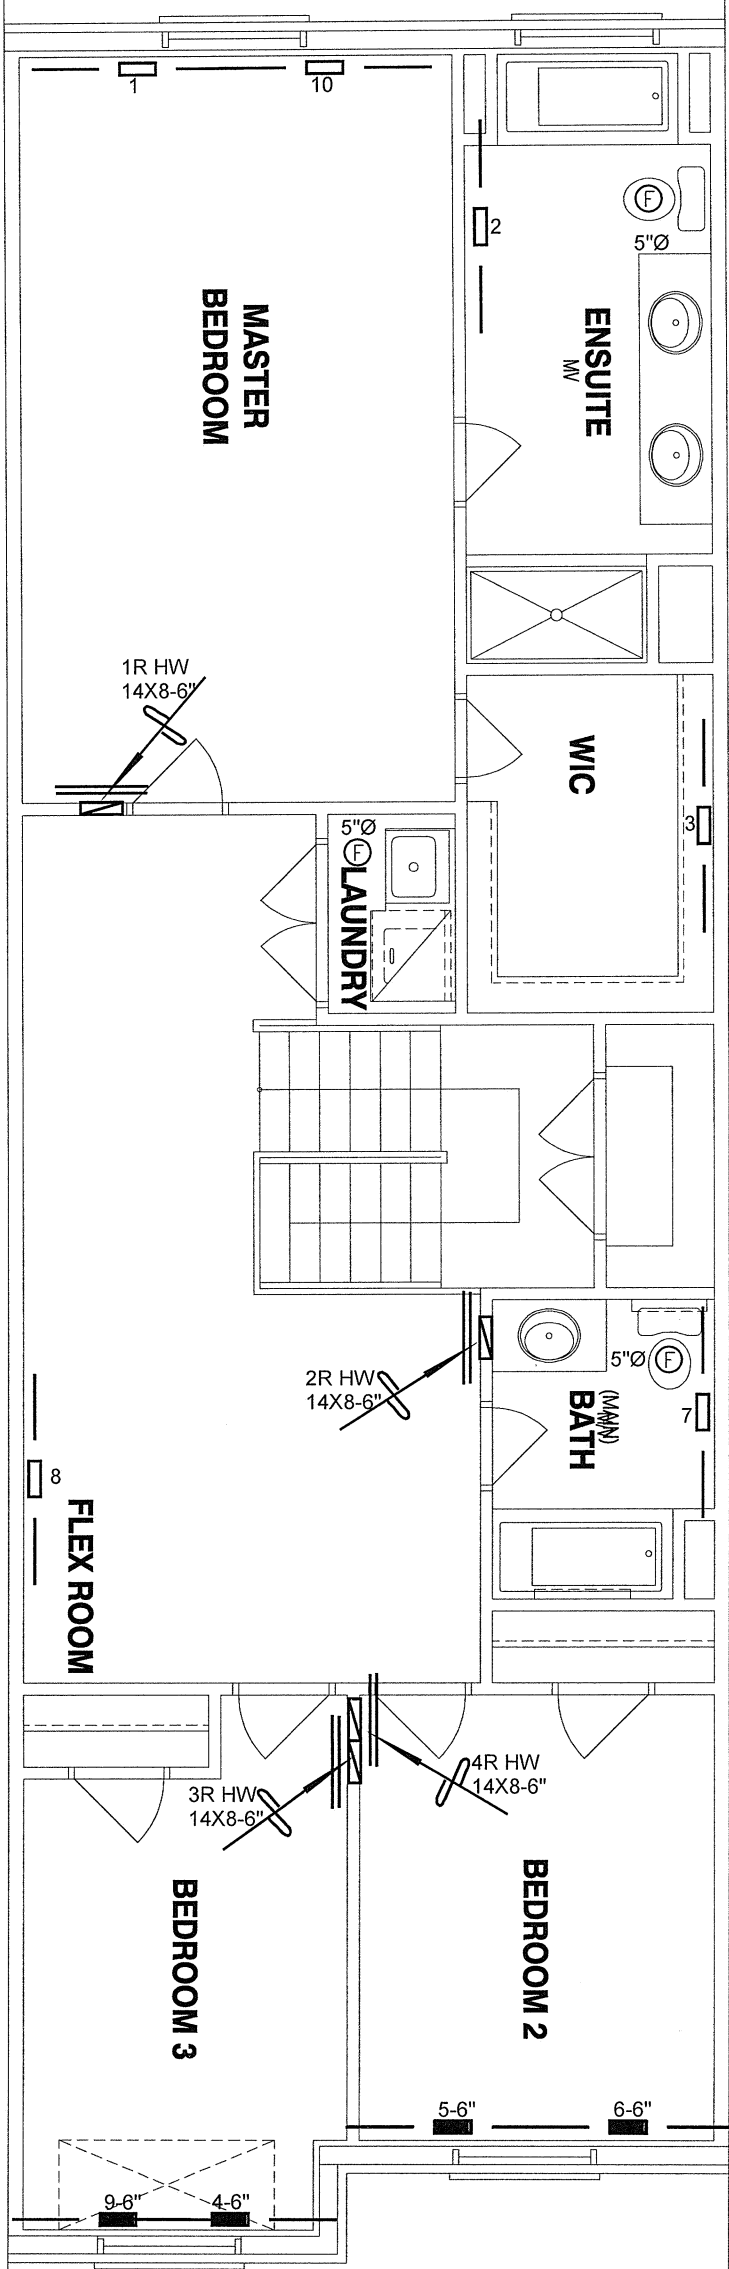 1
10
2
F
5"Ø
MASTER
BEDROOM
ENSUITE
MV
1R HW
14X8-6"
WIC
3
5"Ø
F
LAUNDRY
2R HW
14X8-6"
5"Ø
F
BATH
(MAIN)
7
8
FLEX ROOM
3R HW
14X8-6"
4R HW
14X8-6"
BEDROOM 3
BEDROOM 2
5-6"
6-6"
9-6"
4-6"